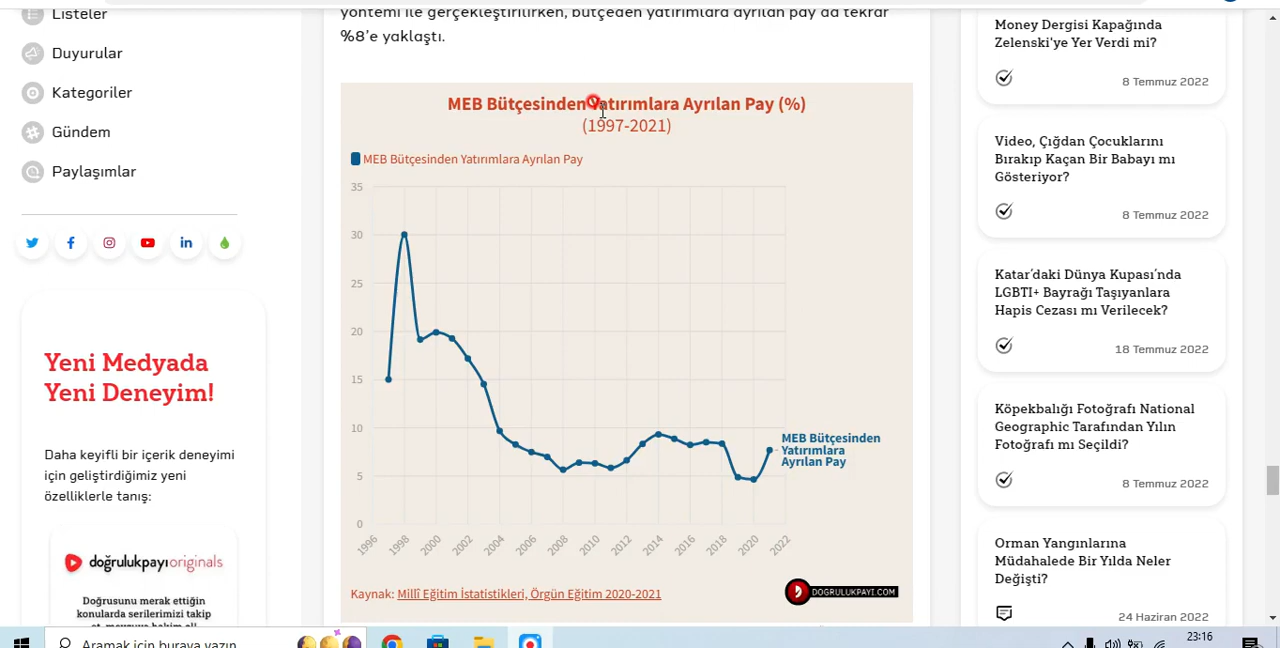 Listeler
Duyurular
Kategoriler
Gündem
Paylaşımlar
Yeni Medyada
Yeni Deneyim!
Daha keyifli bir içerik deneyimi
için geliştirdiğimiz yeni
özelliklerle tanış:
doğrulukpayıoriginals
Doğrusunu merak ettiğin
konularda serilerimizi takip
yöntemi ile gerçekleştirilirken, bütçeden yatırımlara ayrılan pay da tekrar
%8'e yaklaştı.
MEB Bütçesinden Yatırımlara Ayrılan Pay (%)
(1997-2021)
MEB Bütçesinden Yatırımlara Ayrılan Pay
35
30
25
20
15
10
5
0
1996 1998 2000 2002 2004 2006 2008 2010 2012 2014 2016 2018 2020 2022
MEB Bütçesinden
Yatırımlara
Ayrılan Pay
Kaynak: Millî Eğitim İstatistikleri, Örgün Eğitim 2020-2021
DOGRULUKPAYI.COM
Money Dergisi Kapağında
Zelenski'ye Yer Verdi mi?
8 Temmuz 2022
Video, Çığdan Çocuklarını
Bırakıp Kaçan Bir Babayı mı
Gösteriyor?
8 Temmuz 2022
Katar'daki Dünya Kupası'nda
LGBTI+ Bayrağı Taşıyanlara
Hapis Cezası mı Verilecek?
18 Temmuz 2022
Köpekbalığı Fotoğrafı National
Geographic Tarafından Yılın
Fotoğrafı mı Seçildi?
8 Temmuz 2022
Orman Yangınlarına
Müdahalede Bir Yılda Neler
Değişti?
24 Haziran 2022
Aramak için buraya yazın
23:16